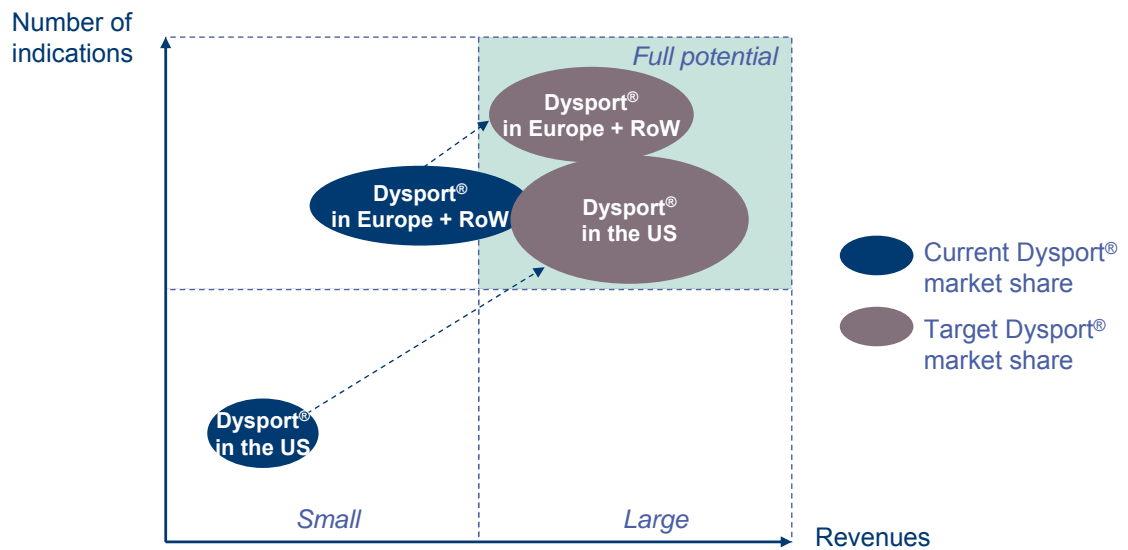 Number of
indications
Full potential
Dysport®
in Europe + RoW
Dysport®
in Europe + RoW
Dysport®
in the US
Current Dysport®
market share
Target Dysport®
market share
Dysport®
in the US
Small
Large
Revenues